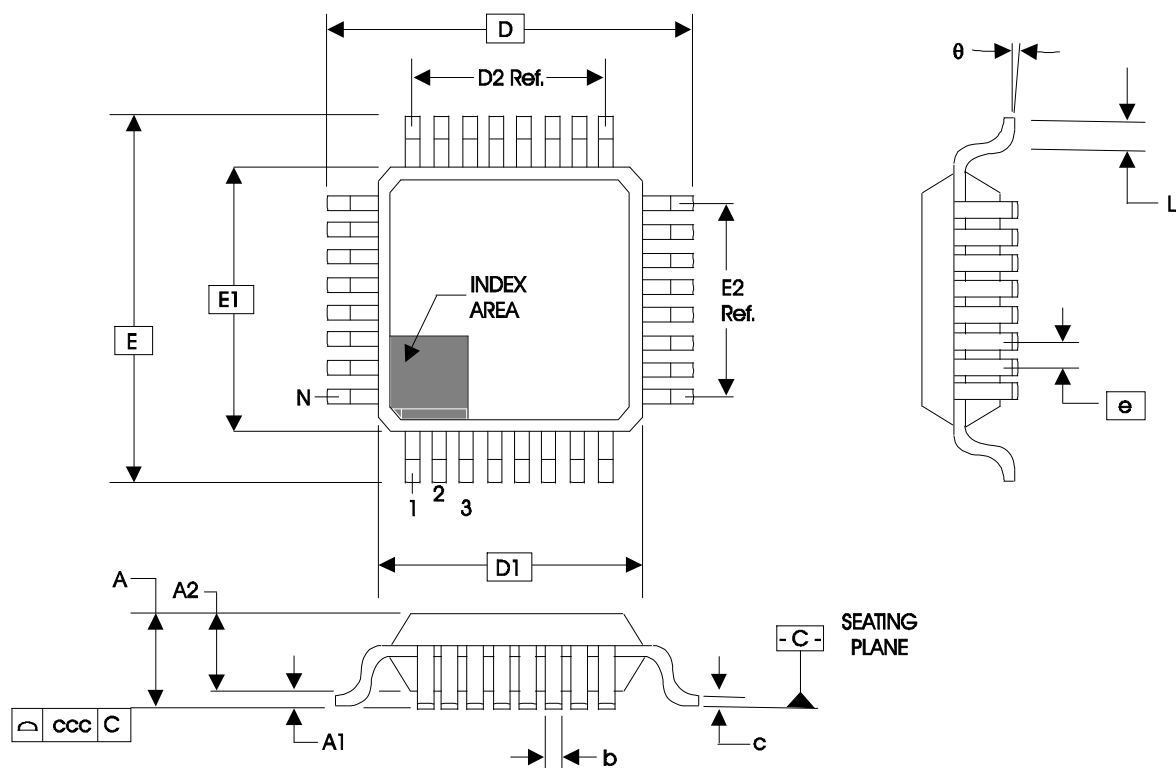 D
D2 Ref.
θ
L
E
E1
INDEX
AREA
E2
Ref.
N
e
1
2
3
D1
A
A2
- C -
SEATING
PLANE
⌓ ccc C
A1
b
c